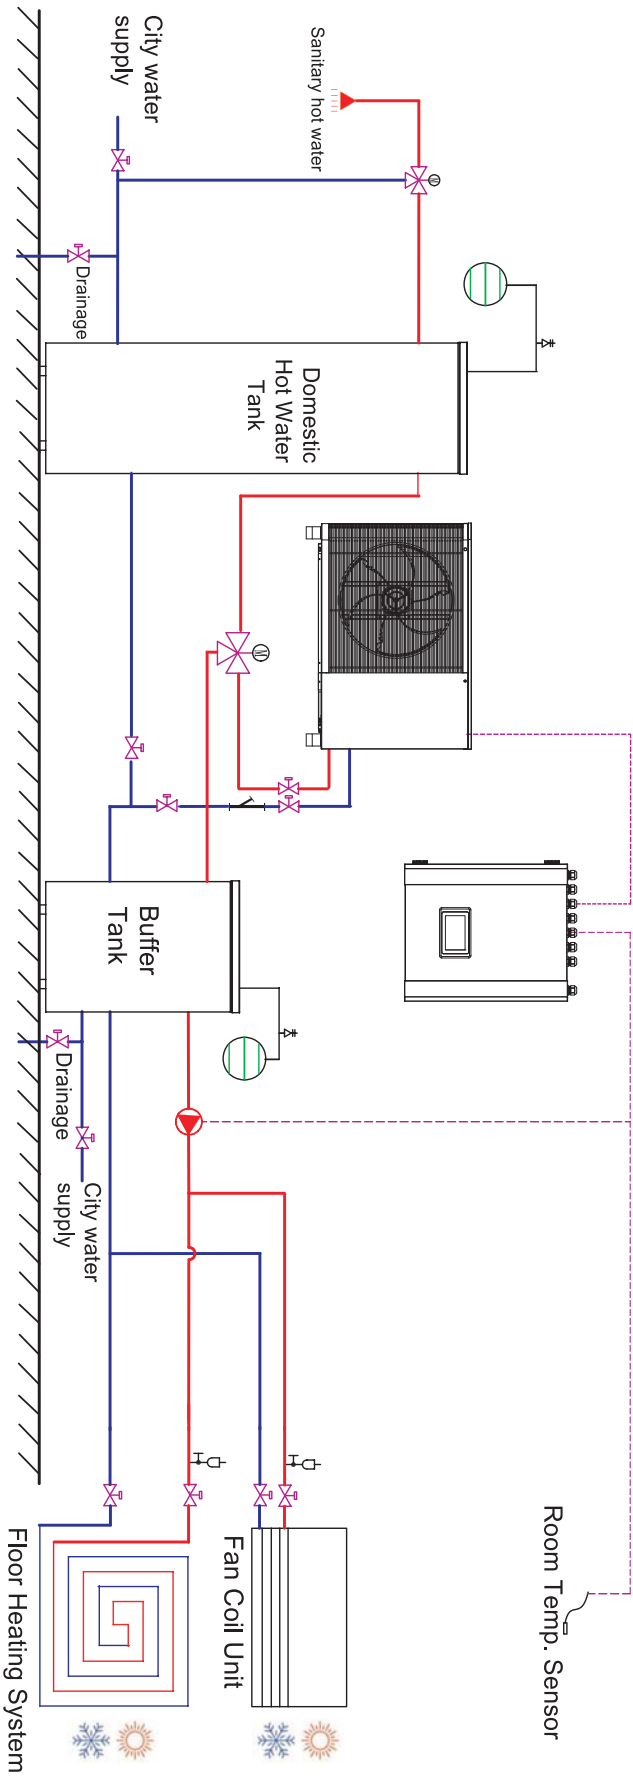 City water
supply
Sanitary hot water
M
Drainage
Domestic
Hot Water
Tank
M
Buffer
Tank
Drainage
City water
supply
Room Temp. Sensor
Fan Coil Unit
Floor Heating System